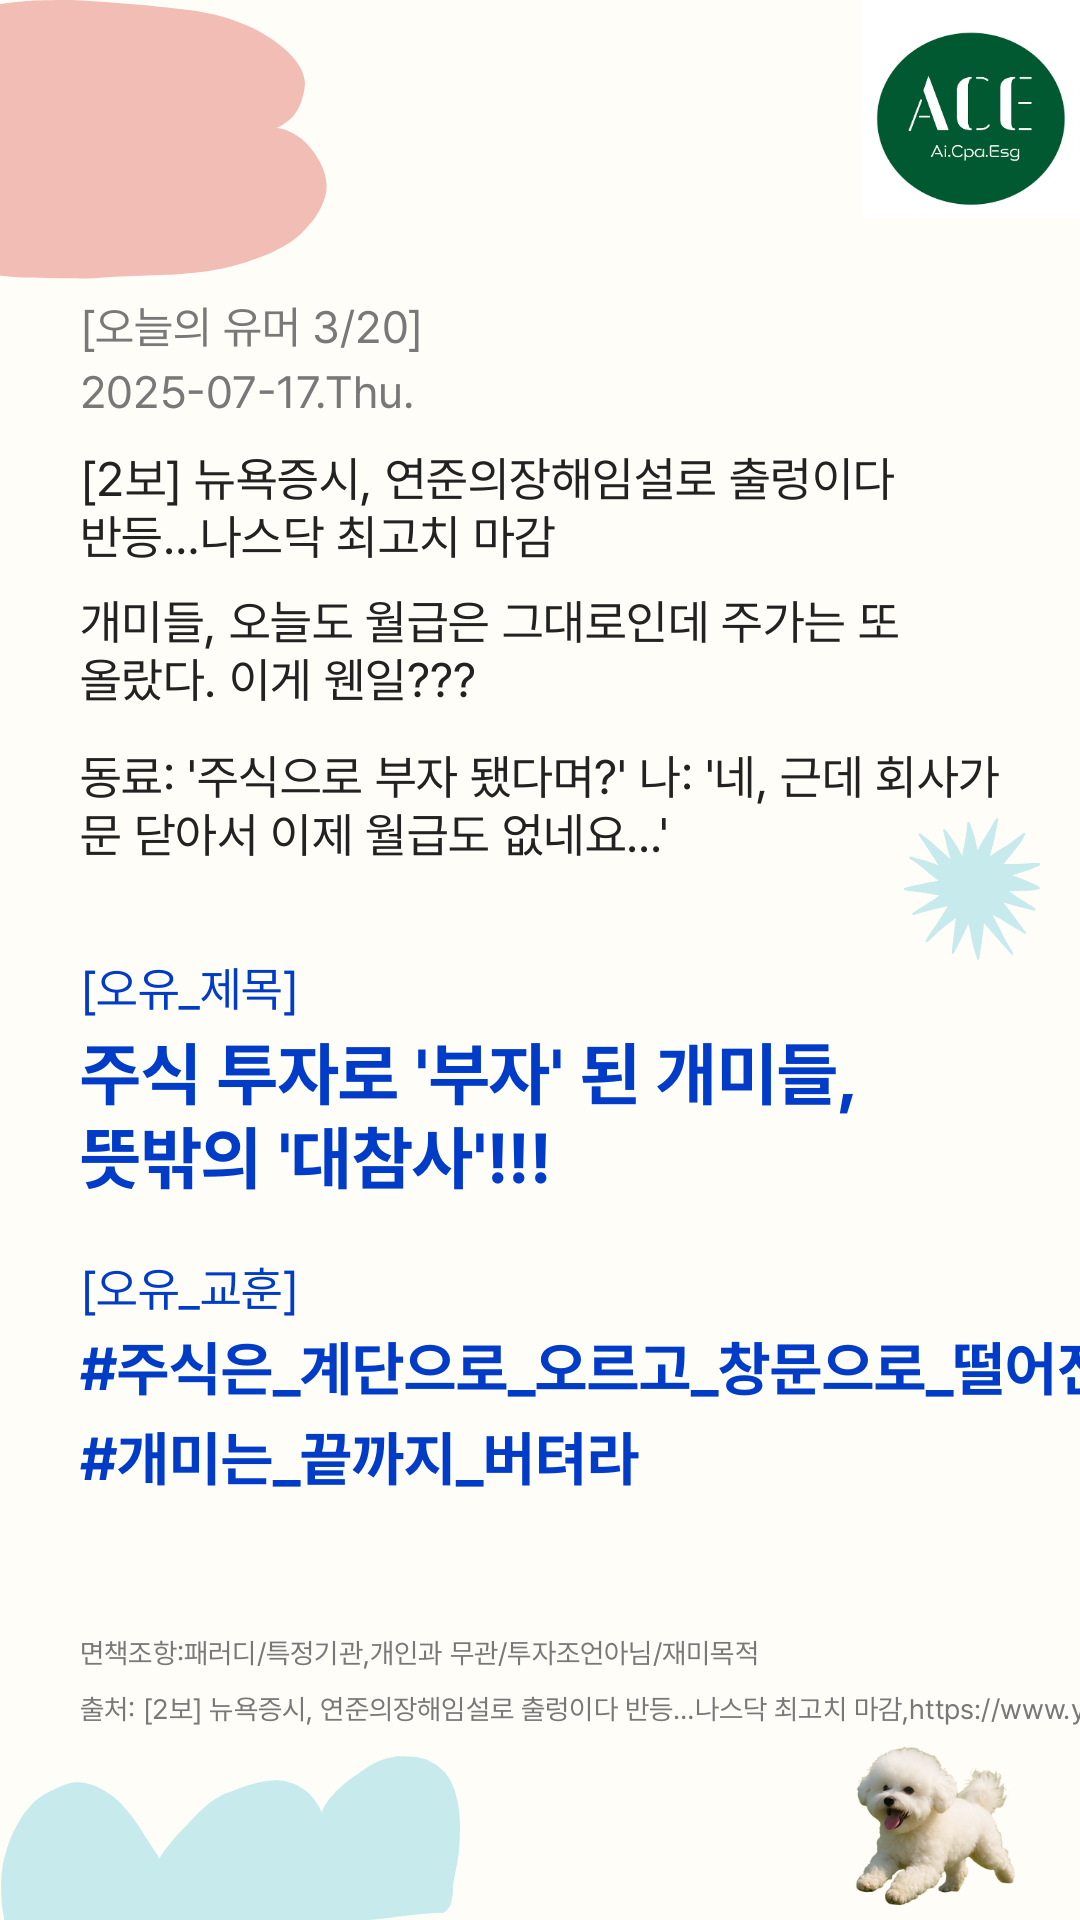 ACE
Ai.Cpa.Esg
[오늘의 유머 3/20]
2025-07-17.Thu.
[2보] 뉴욕증시, 연준의장해임설로 출렁이다
반등...나스닥 최고치 마감
개미들, 오늘도 월급은 그대로인데 주가는 또
올랐다. 이게 웬일???
동료: '주식으로 부자 됐다며?' 나: '네, 근데 회사가
문 닫아서 이제 월급도 없네요...'
[오유_제목]
주식 투자로 '부자' 된 개미들,
뜻밖의 '대참사'!!!
[오유_교훈]
#주식은_계단으로_오르고_창문으로_떨어진
#개미는_끝까지_버텨라
면책조항:패러디/특정기관,개인과 무관/투자조언아님/재미목적
출처: [2보] 뉴욕증시, 연준의장해임설로 출렁이다 반등...나스닥 최고치 마감,https://www.y